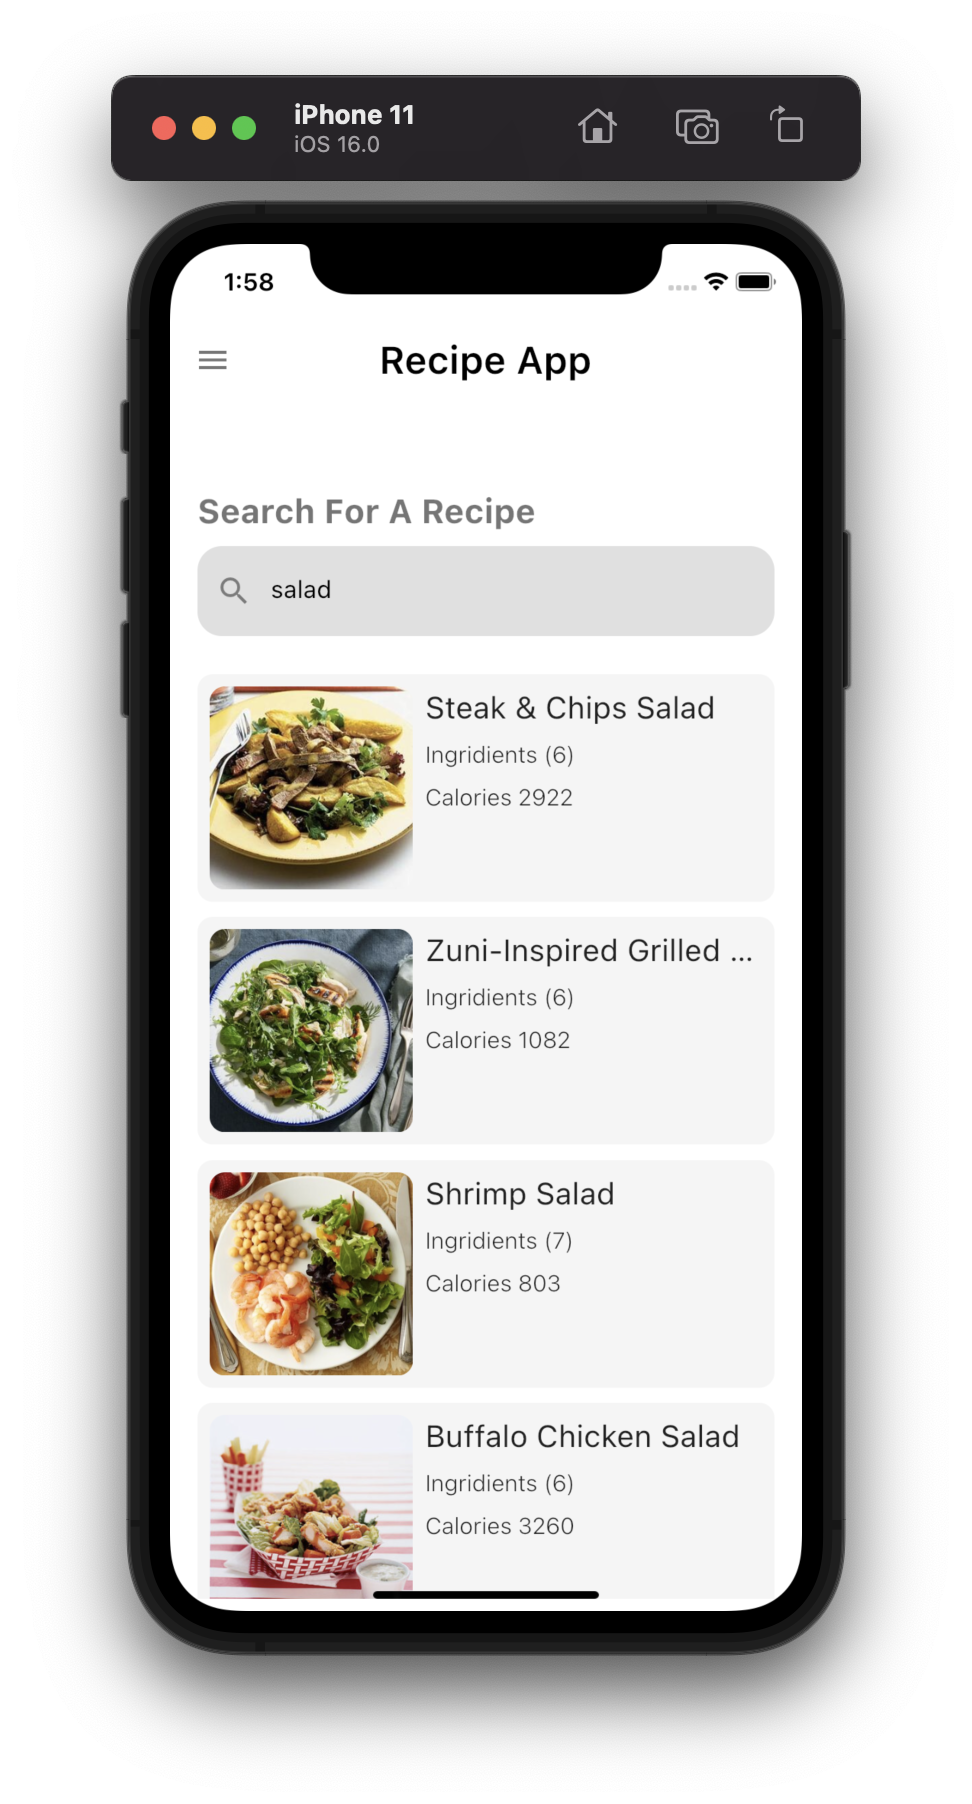 iPhone 11
iOS 16.0
1:58
Recipe App
Search For A Recipe
salad
Steak & Chips Salad
Ingridients (6)
Calories 2922
Zuni-Inspired Grilled ...
Ingridients (6)
Calories 1082
Shrimp Salad
Ingridients (7)
Calories 803
Buffalo Chicken Salad
Ingridients (6)
Calories 3260